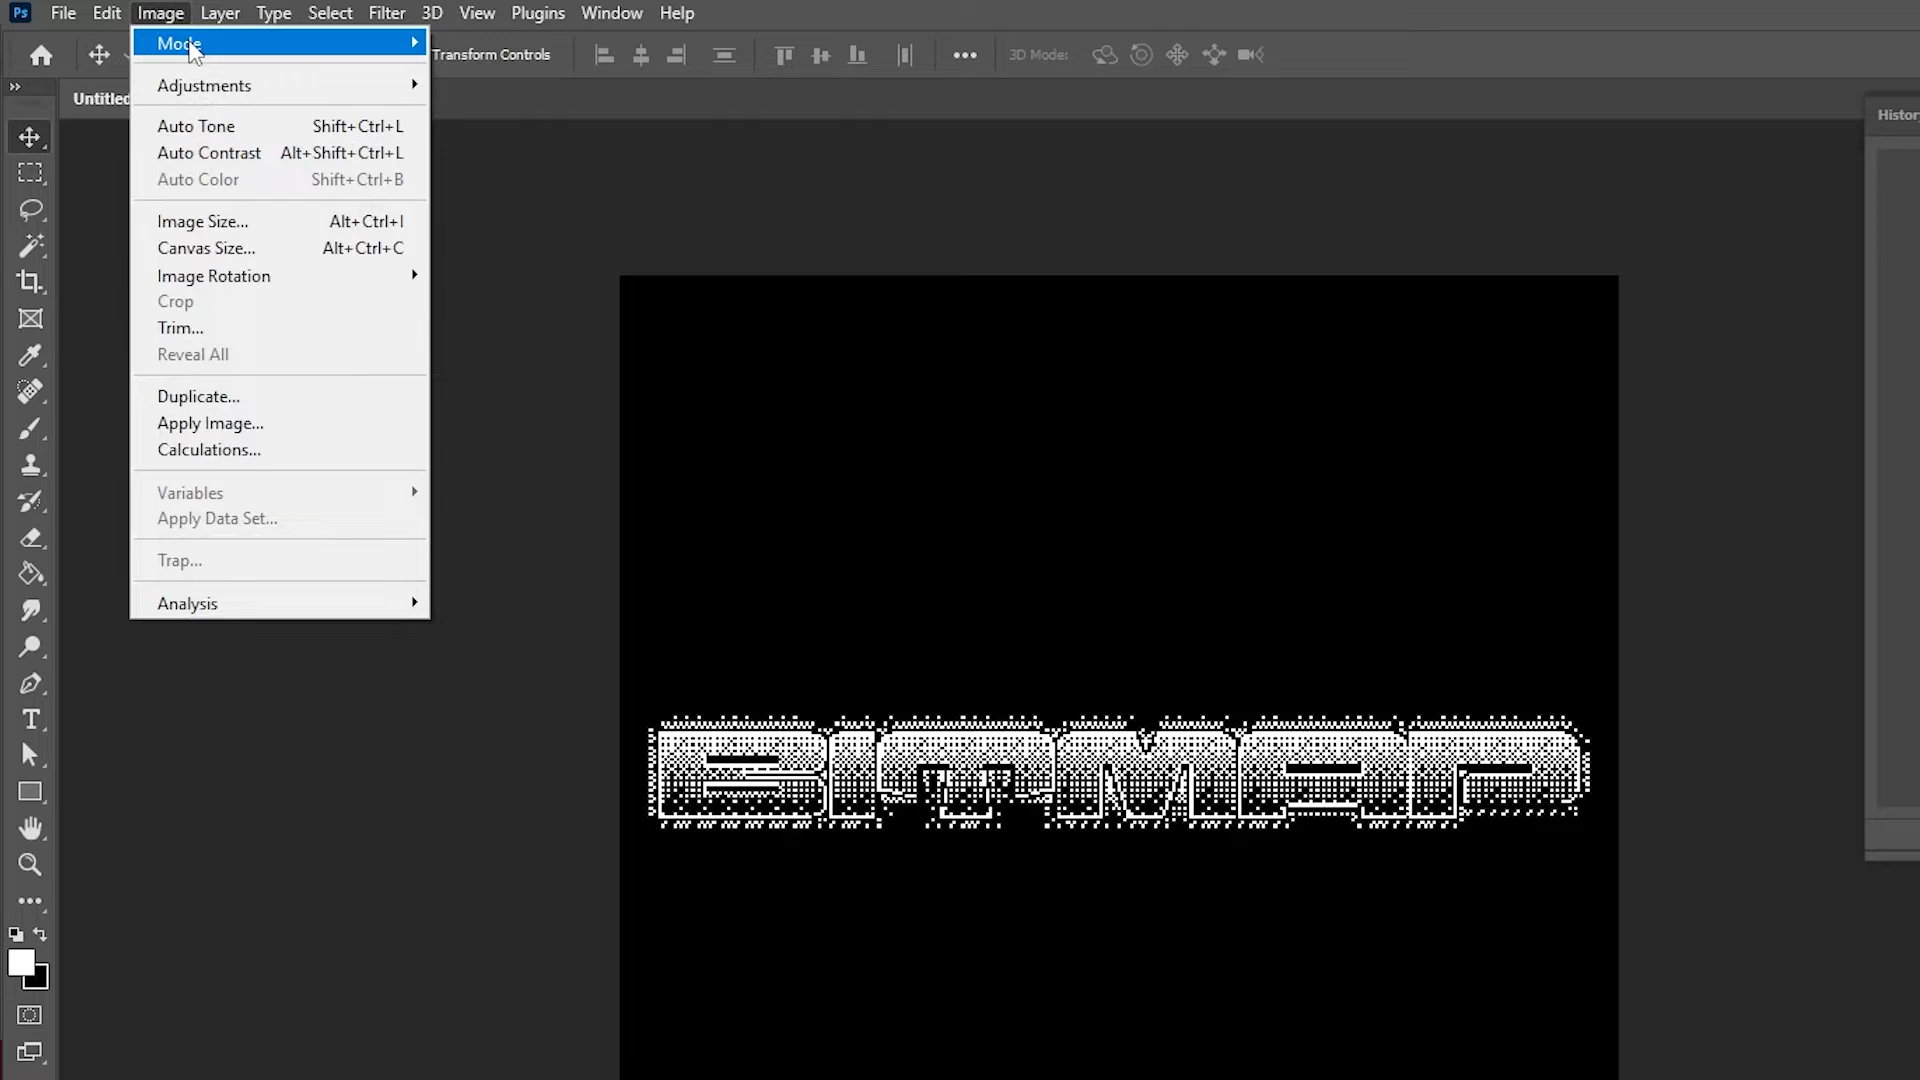 Ps File Edit Image Layer Type Select Filter 3D View Plugins Window Help
Mode
Transform Controls
3D Mode:
Untitled
Histor
Adjustments
Auto Tone Shift+Ctrl+L
Auto Contrast Alt+Shift+Ctrl+L
Auto Color Shift+Ctrl+B
Image Size... Alt+Ctrl+I
Canvas Size... Alt+Ctrl+C
Image Rotation
Crop
Trim...
Reveal All
Duplicate...
Apply Image...
Calculations...
Variables
Apply Data Set...
Trap...
Analysis
BITMAP